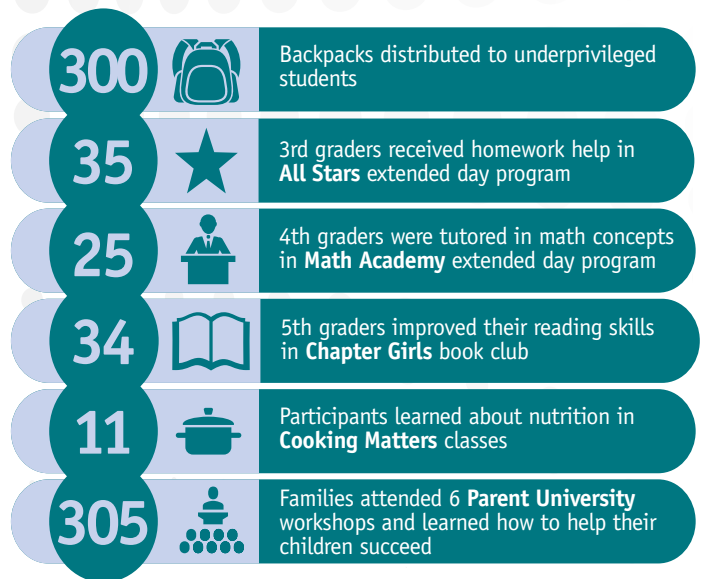 300
Backpacks distributed to underprivileged
students
35
3rd graders received homework help in
All Stars extended day program
25
4th graders were tutored in math concepts
in Math Academy extended day program
34
5th graders improved their reading skills
in Chapter Girls book club
11
Participants learned about nutrition in
Cooking Matters classes
305
Families attended 6 Parent University
workshops and learned how to help their
children succeed